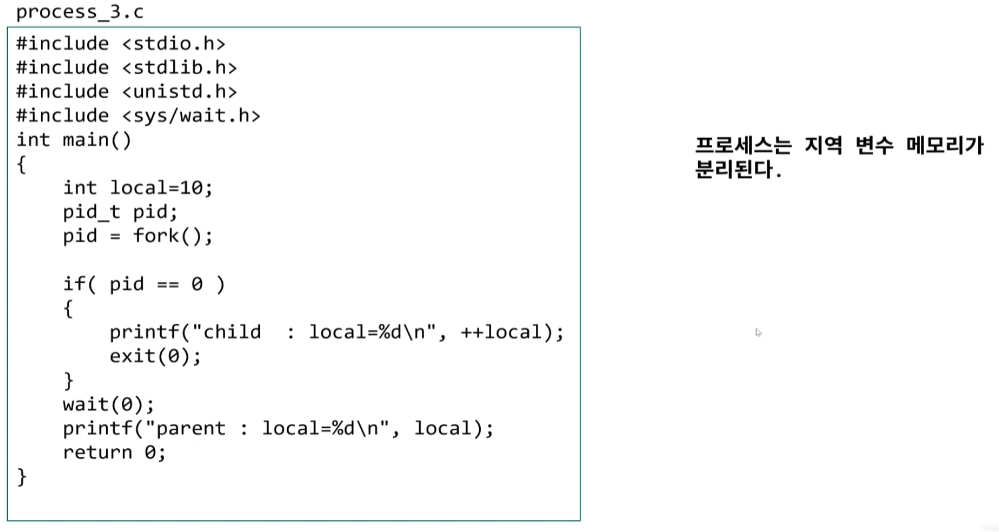 process_3.c
#include <stdio.h>
#include <stdlib.h>
#include <unistd.h>
#include <sys/wait.h>
int main()
{
    int local=10;
    pid_t pid;
    pid = fork();

    if( pid == 0 )
    {
        printf("child  : local=%d\n", ++local);
        exit(0);
    }
    wait(0);
    printf("parent : local=%d\n", local);
    return 0;
}
프로세스는 지역 변수 메모리가
분리된다.